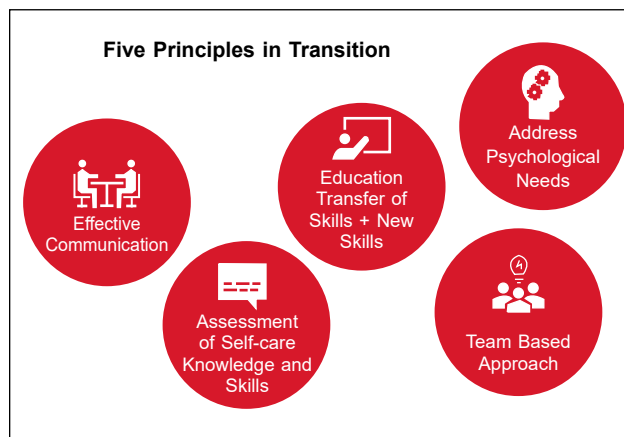 Five Principles in Transition
Effective
Communication
Assessment
of Self-care
Knowledge and
Skills
Education
Transfer of
Skills + New
Skills
Address
Psychological
Needs
Team Based
Approach